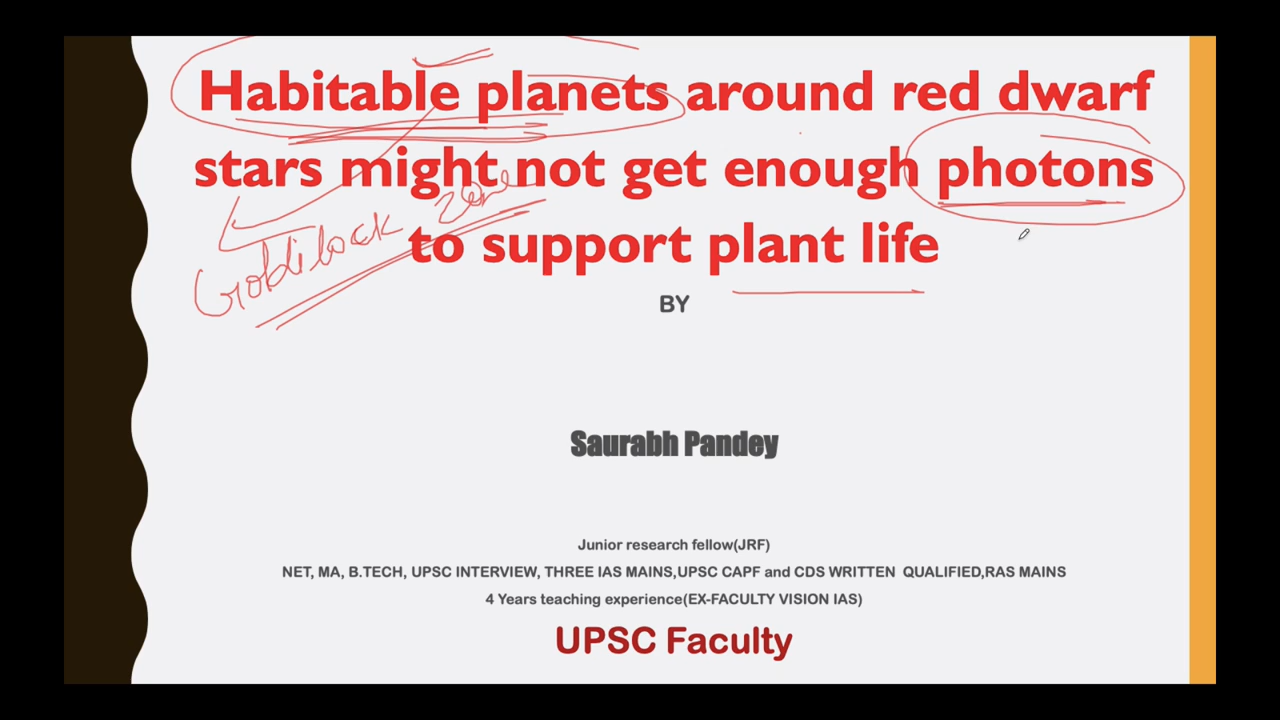 Habitable planets around red dwarf
stars might not get enough photons
to support plant life
Goldilock zone
BY
Saurabh Pandey
Junior research fellow(JRF)
NET, MA, B.TECH, UPSC INTERVIEW, THREE IAS MAINS,UPSC CAPF and CDS WRITTEN QUALIFIED,RAS MAINS
4 Years teaching experience(EX-FACULTY VISION IAS)
UPSC Faculty